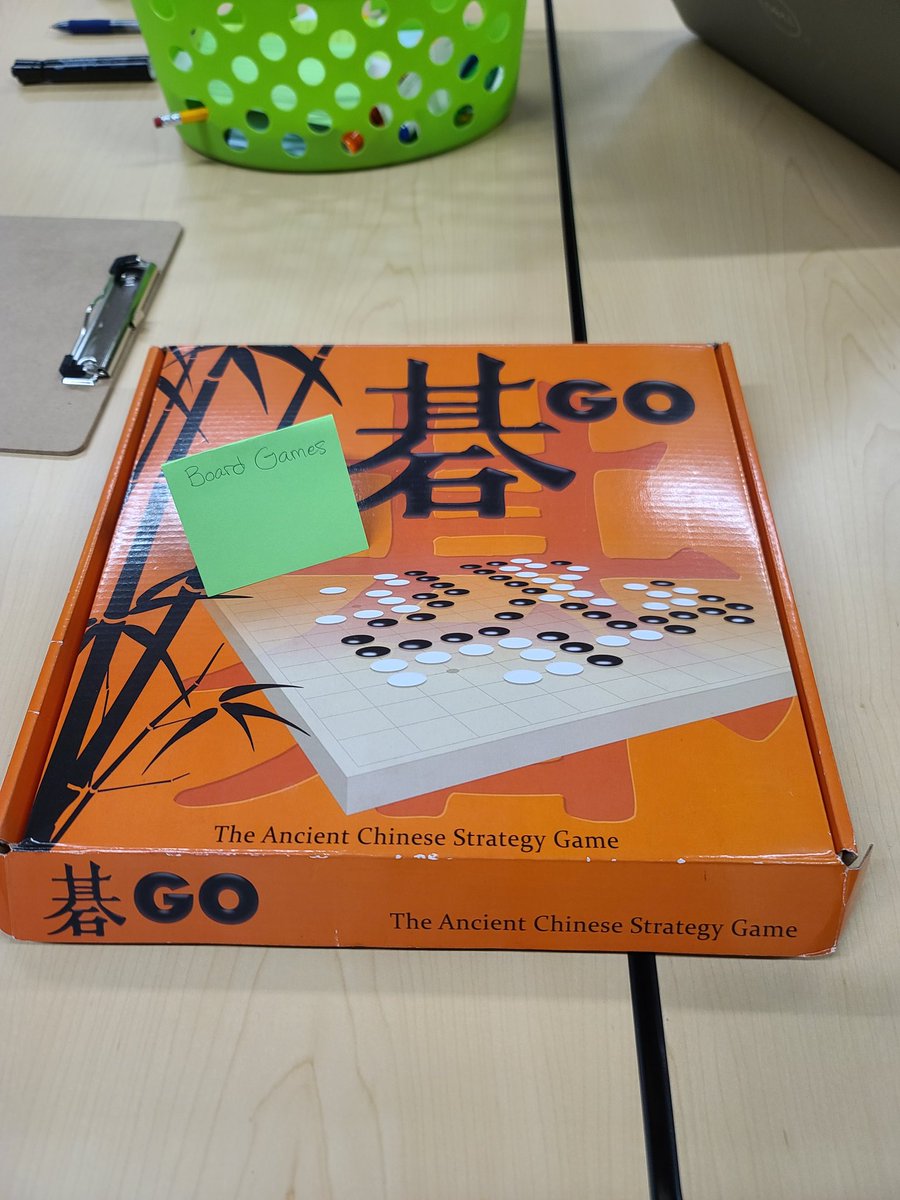 碁 GO
Board Games
The Ancient Chinese Strategy Game
碁 GO
The Ancient Chinese Strategy Game